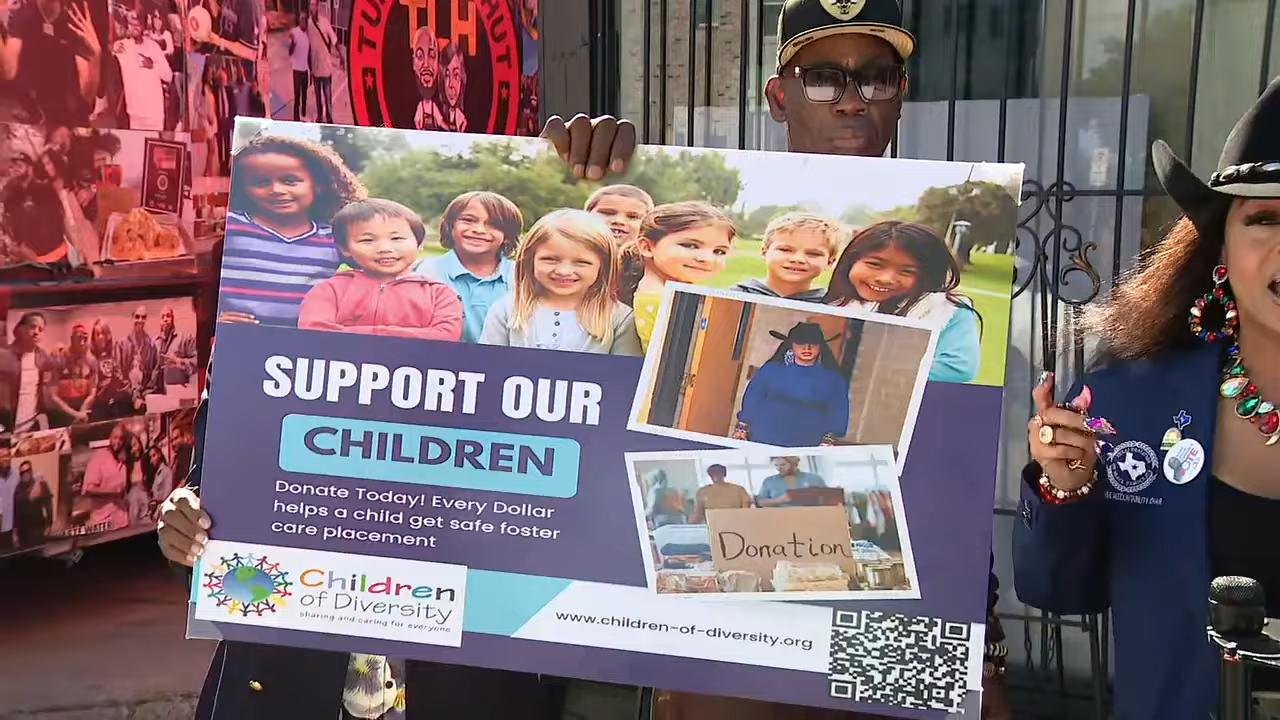 TLH
SUPPORT OUR
CHILDREN
Donate Today! Every Dollar
helps a child get safe foster
care placement
Donation
Children
of Diversity
sharing and caring for everyone
www.children-of-diversity.org